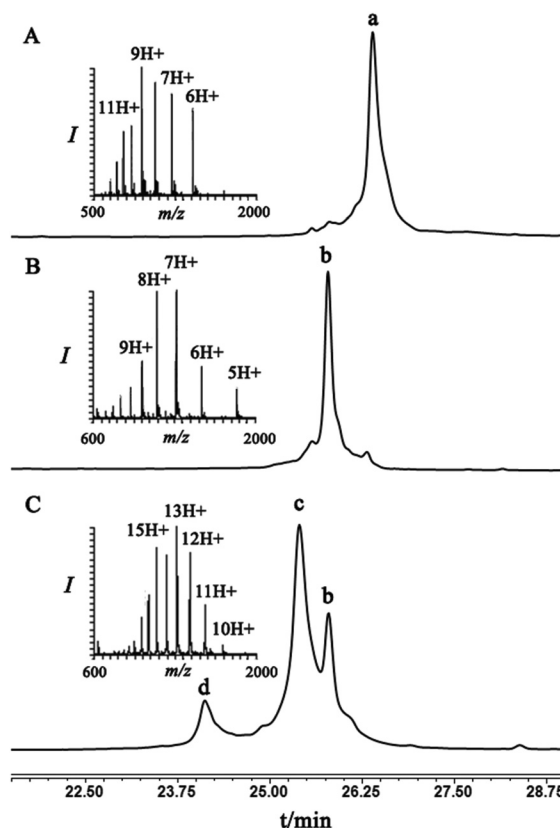 A
a
9H+
7H+
6H+
11H+
I
500
m/z
2000
B
b
7H+
8H+
9H+
6H+
5H+
I
600
m/z
2000
C
c
13H+
15H+
12H+
b
11H+
I
10H+
600
m/z
2000
d
22.50 23.75 25.00 26.25 27.50 28.75
t/min